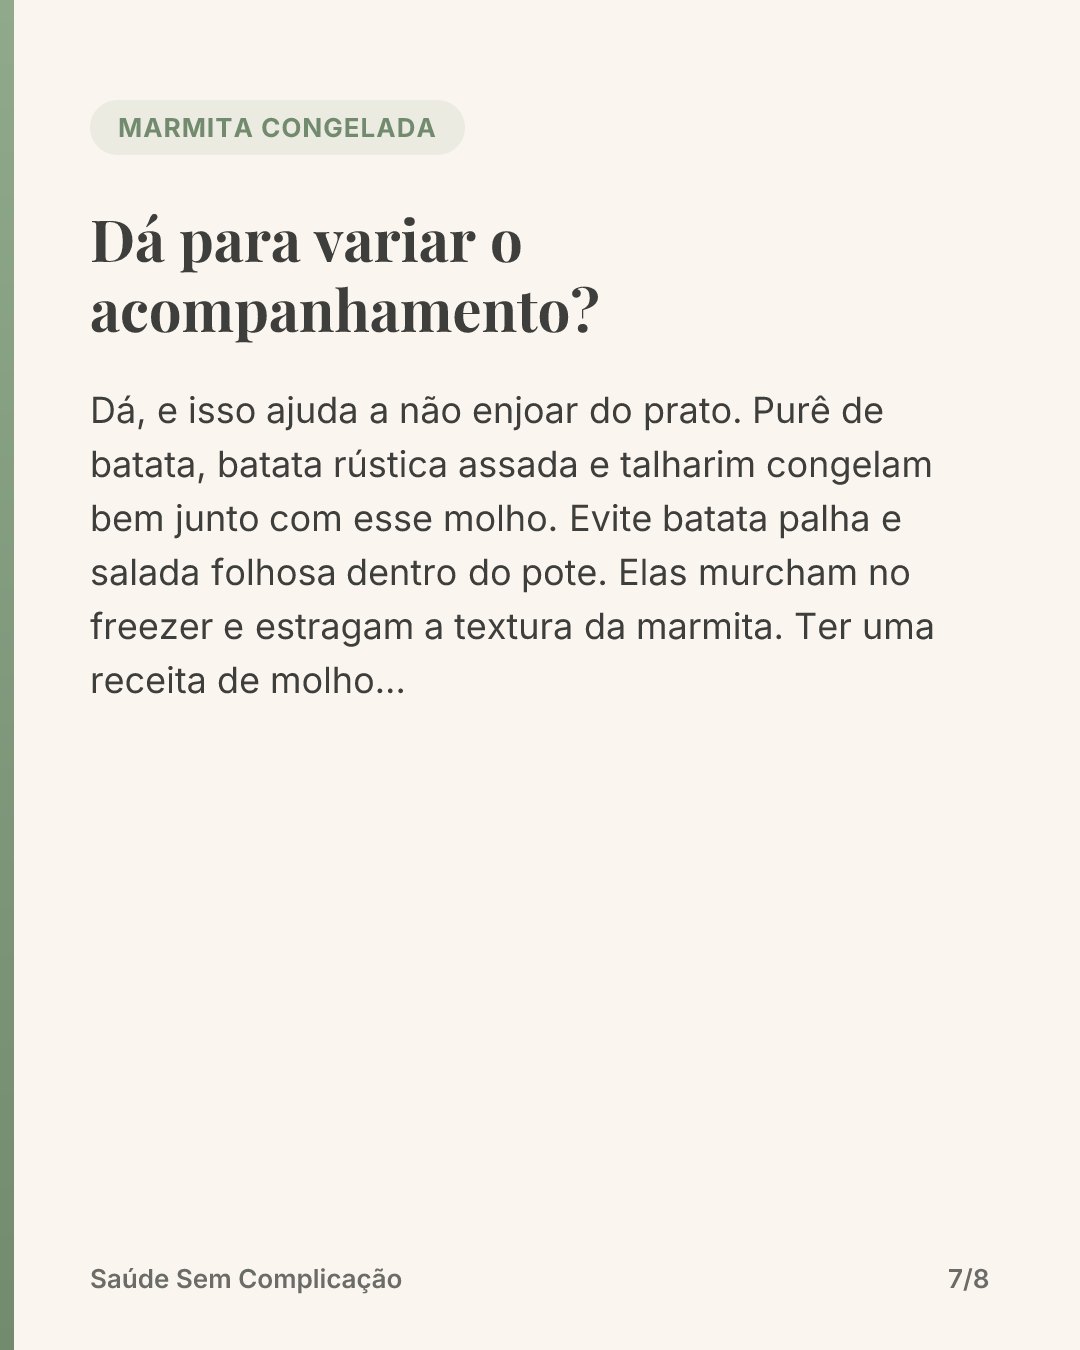 MARMITA CONGELADA
Dá para variar o
acompanhamento?
Dá, e isso ajuda a não enjoar do prato. Purê de
batata, batata rústica assada e talharim congelam
bem junto com esse molho. Evite batata palha e
salada folhosa dentro do pote. Elas murcham no
freezer e estragam a textura da marmita. Ter uma
receita de molho...
Saúde Sem Complicação
7/8